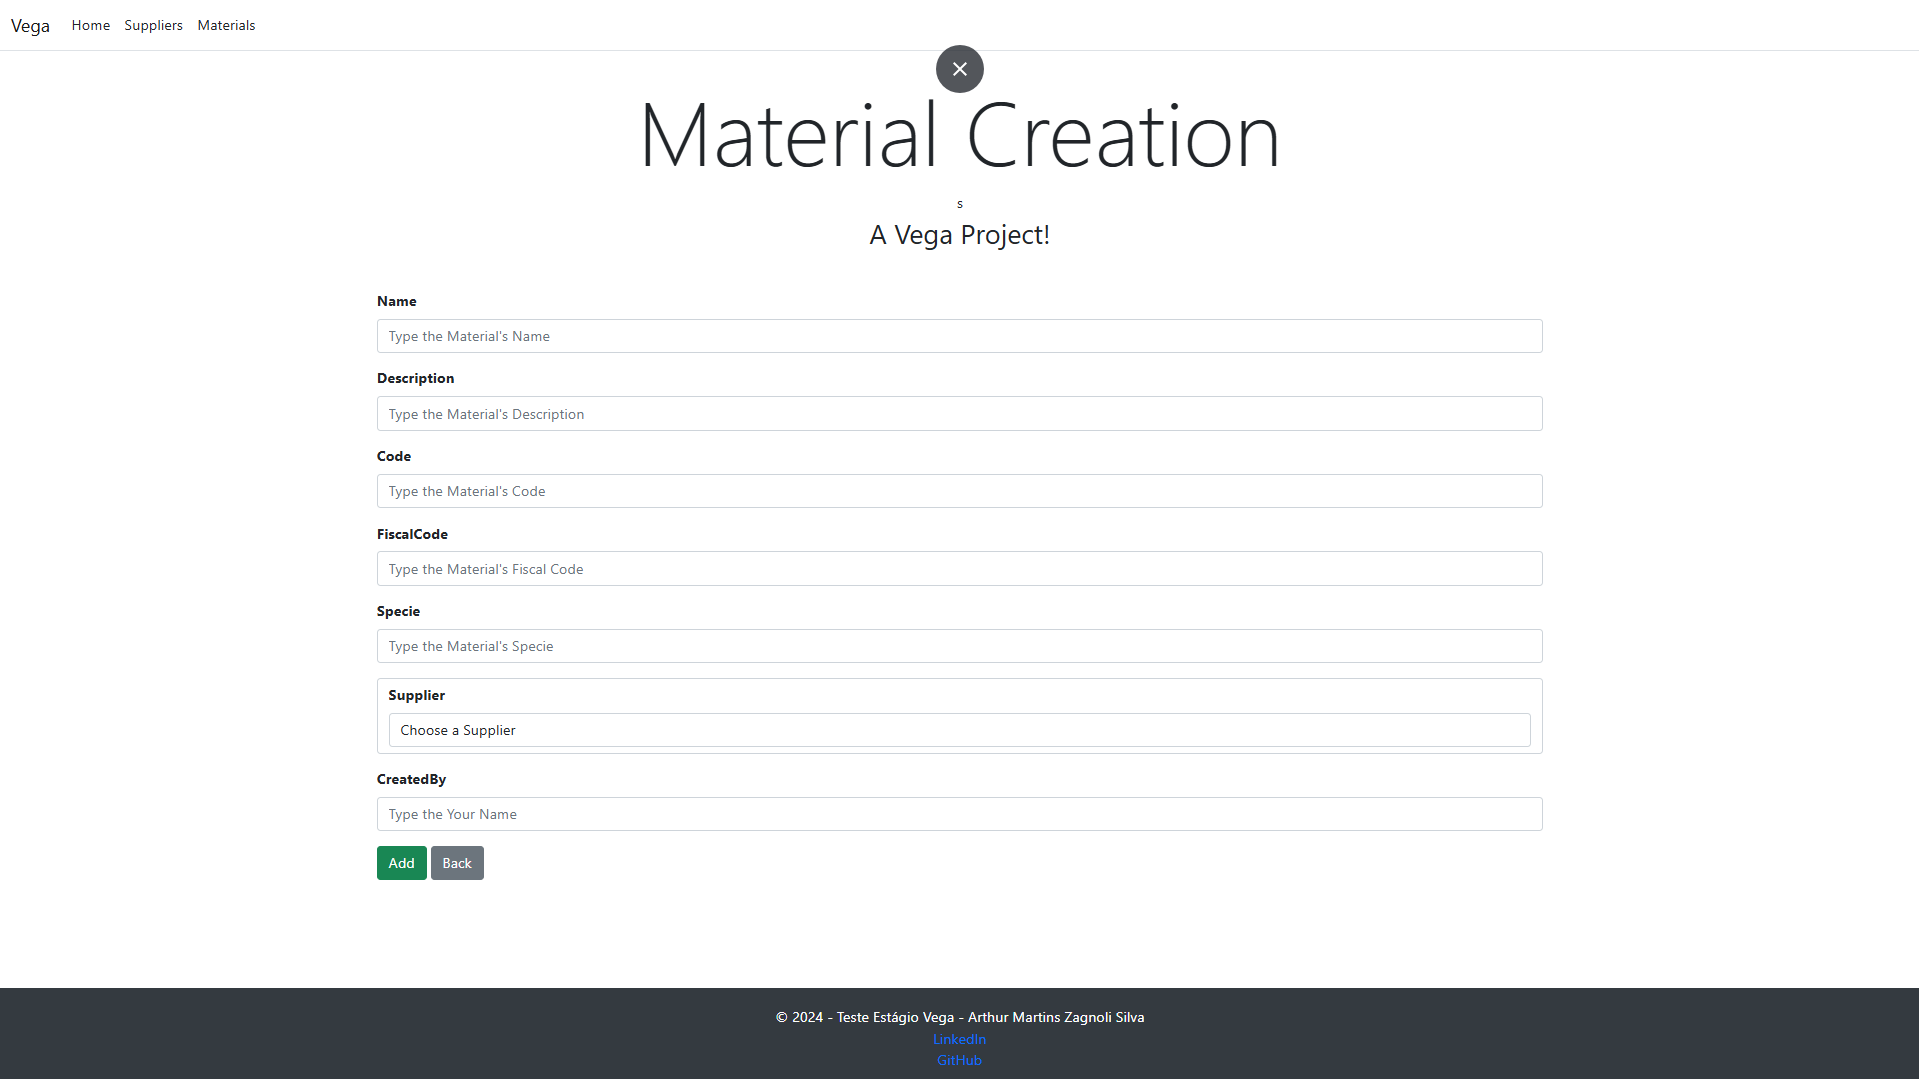 Vega Home Suppliers Materials
Material Creation
s
A Vega Project!
Name
Type the Material's Name
Description
Type the Material's Description
Code
Type the Material's Code
FiscalCode
Type the Material's Fiscal Code
Specie
Type the Material's Specie
Supplier
Choose a Supplier
CreatedBy
Type the Your Name
Add Back
© 2024 - Teste Estágio Vega - Arthur Martins Zagnoli Silva
LinkedIn
GitHub